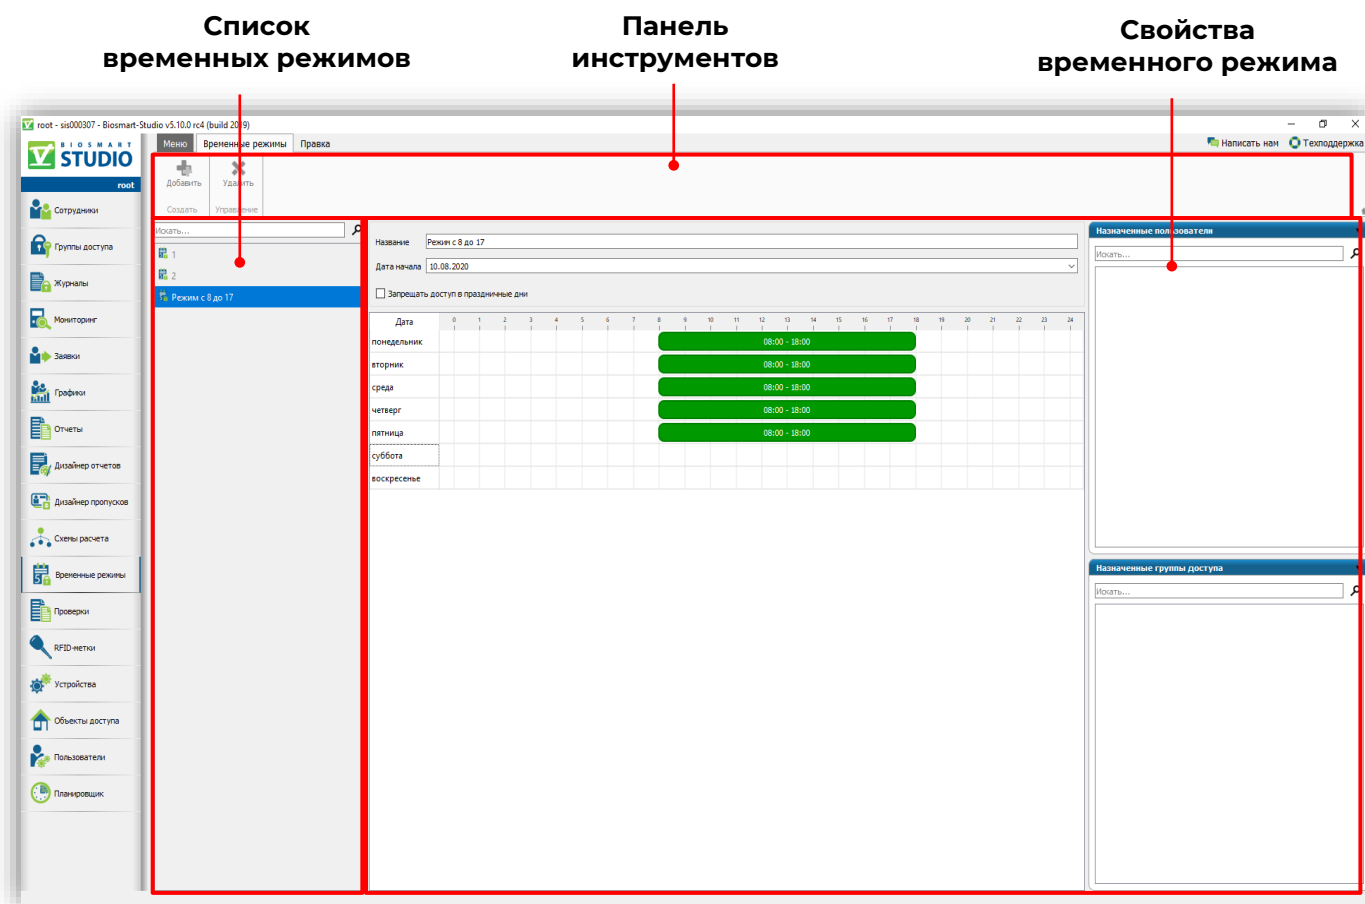 Список
временных режимов
Панель
инструментов
Свойства
временного режима
root - sis000307 - Biosmart-Studio v5.10.0 rc4 (build 2019)
BIOSMART
STUDIO
Меню Временные режимы Правка
Написать нам Техподдержка
root
Добавить Удалить
Создать Управление
Сотрудники
Группы доступа
Журналы
Мониторинг
Заявки
Графики
Отчеты
Дизайнер отчетов
Дизайнер пропусков
Схемы расчета
Временные режимы
Проверки
RFID-метки
Устройства
Объекты доступа
Пользователи
Планировщик
Искать...
1
2
Режим с 8 до 17
Название Режим с 8 до 17
Дата начала 10.08.2020
Запрещать доступ в праздничные дни
Дата 0 1 2 3 4 5 6 7 8 9 10 11 12 13 14 15 16 17 18 19 20 21 22 23 24
понедельник 08:00 - 18:00
вторник 08:00 - 18:00
среда 08:00 - 18:00
четверг 08:00 - 18:00
пятница 08:00 - 18:00
суббота
воскресенье
Назначенные пользователи
Искать...
Назначенные группы доступа
Искать...